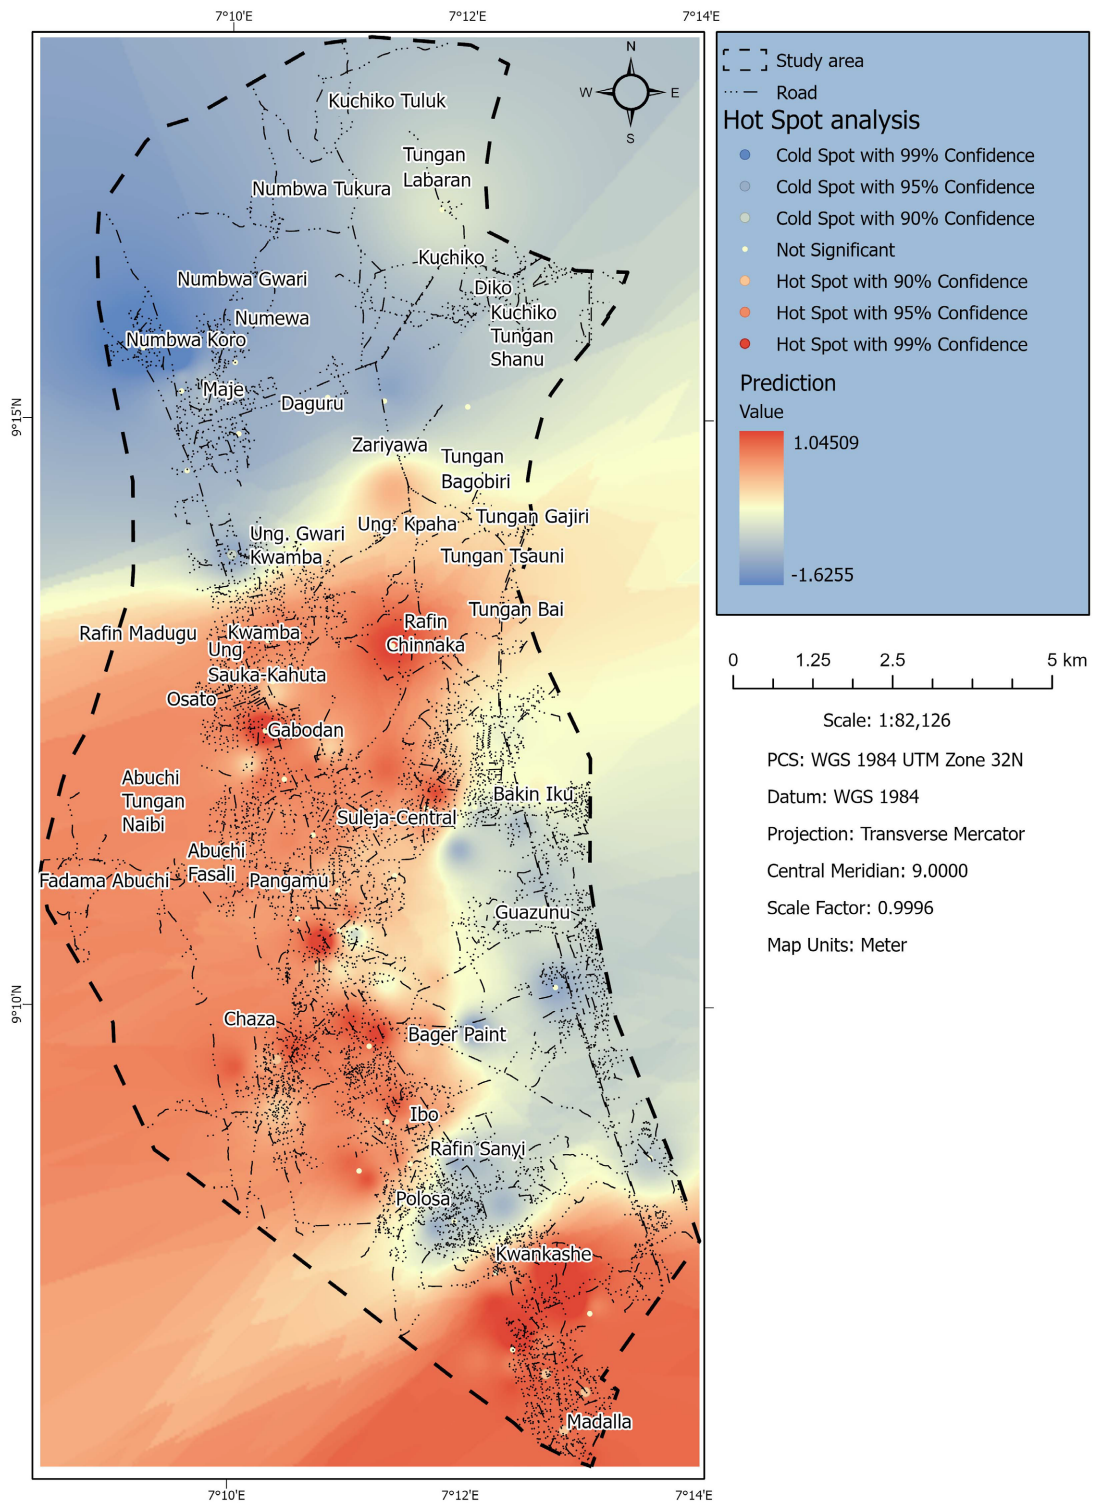 7°10'E 7°12'E 7°14'E
N
W E
S
Kuchiko Tuluk
Tungan
Labaran
Numbwa Tukura
Kuchiko
Numbwa Gwari
Diko
Kuchiko
Tungan
Shanu
Numewa
Numbwa Koro
Maje
Daguru
9°15'N
Zariyawa
Tungan
Bagobiri
Ung. Kpaha
Tungan Gajiri
Ung. Gwari
Kwamba
Tungan Tsauni
Tungan Bai
Rafin
Chinnaka
Rafin Madugu
Kwamba
Ung
Sauka-Kahuta
Osato
Gabodan
Abuchi
Tungan
Naibi
Bakin Iku
Suleja-Central
Abuchi
Fasali
Fadama Abuchi
Pangamu
Guazunu
9°10'N
Chaza
Bager Paint
Ibo
Rafin Sanyi
Polosa
Kwankashe
Madalla
7°10'E 7°12'E 7°14'E
Study area
Road
Hot Spot analysis
Cold Spot with 99% Confidence
Cold Spot with 95% Confidence
Cold Spot with 90% Confidence
Not Significant
Hot Spot with 90% Confidence
Hot Spot with 95% Confidence
Hot Spot with 99% Confidence
Prediction
Value
1.04509
-1.6255
0 1.25 2.5 5 km
Scale: 1:82,126
PCS: WGS 1984 UTM Zone 32N
Datum: WGS 1984
Projection: Transverse Mercator
Central Meridian: 9.0000
Scale Factor: 0.9996
Map Units: Meter